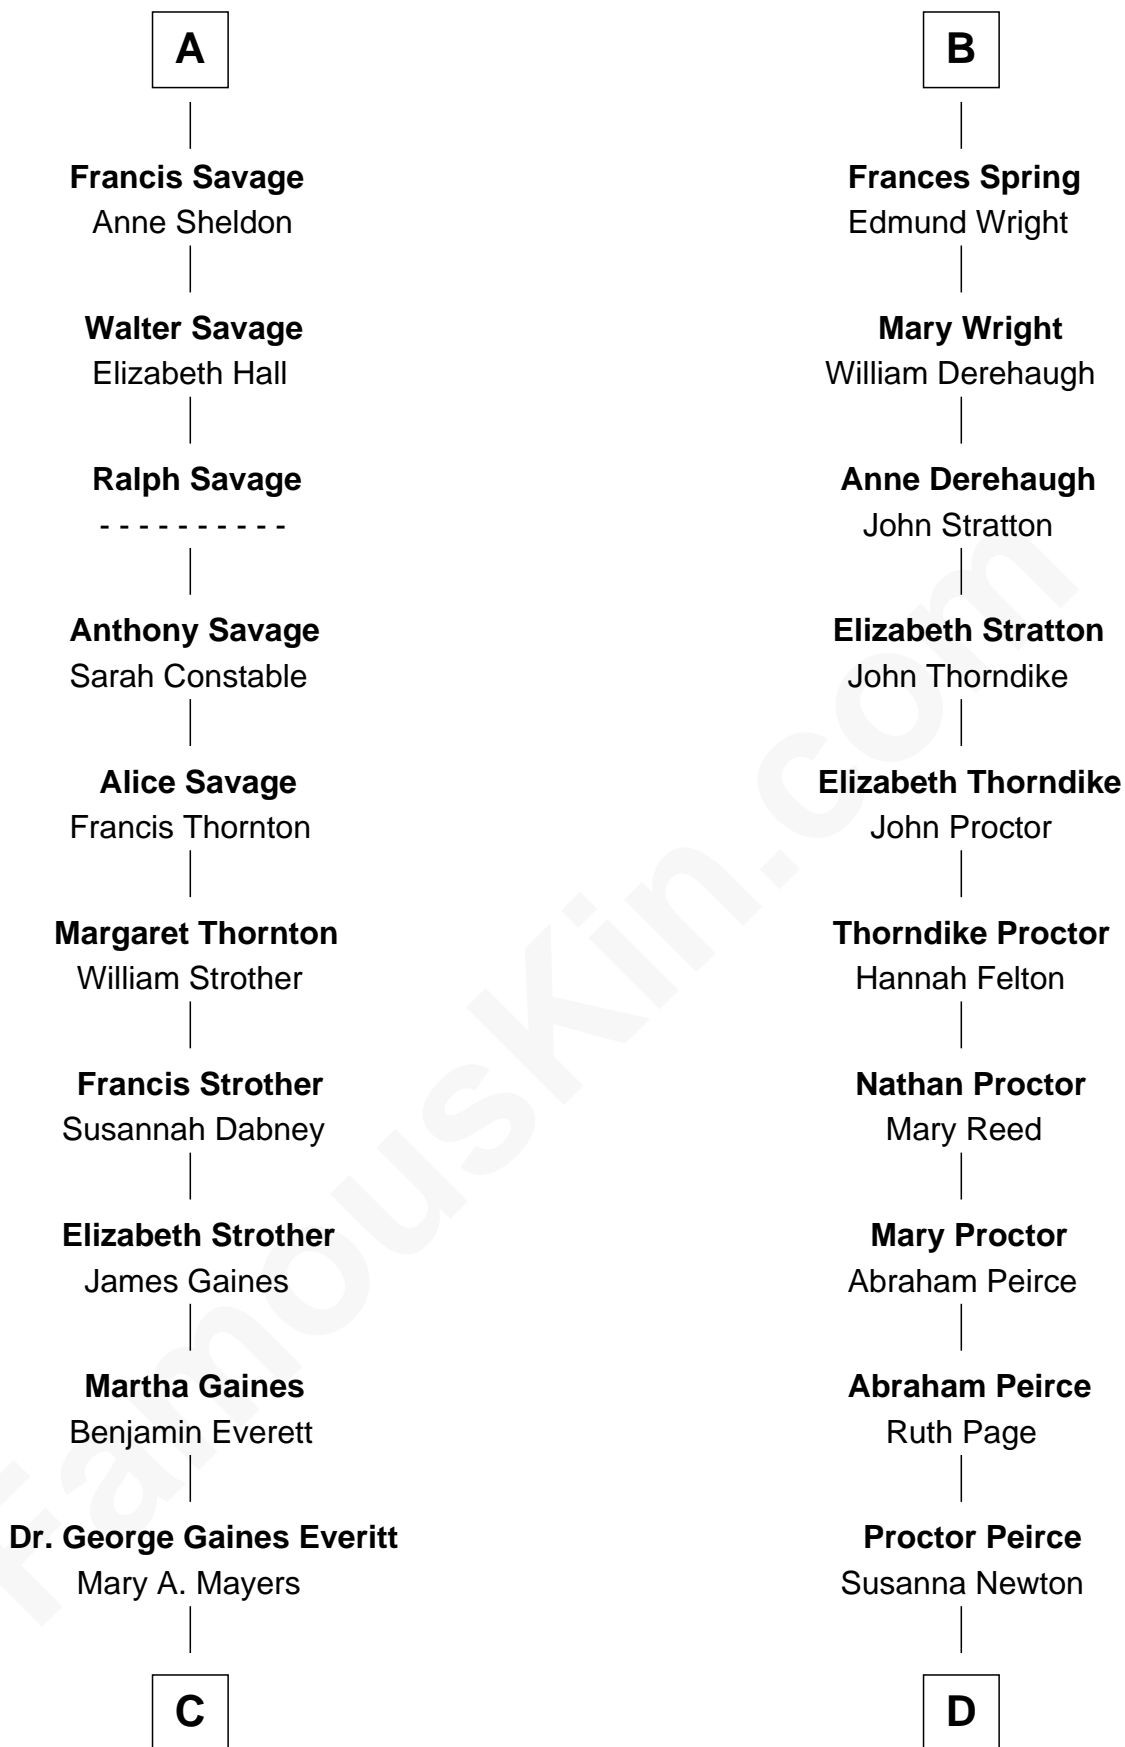 A
Francis Savage
Anne Sheldon
Walter Savage
Elizabeth Hall
Ralph Savage
- - - - - - - - - -
Anthony Savage
Sarah Constable
Alice Savage
Francis Thornton
Margaret Thornton
William Strother
Francis Strother
Susannah Dabney
Elizabeth Strother
James Gaines
Martha Gaines
Benjamin Everett
Dr. George Gaines Everitt
Mary A. Mayers
C
B
Frances Spring
Edmund Wright
Mary Wright
William Derehaugh
Anne Derehaugh
John Stratton
Elizabeth Stratton
John Thorndike
Elizabeth Thorndike
John Proctor
Thorndike Proctor
Hannah Felton
Nathan Proctor
Mary Reed
Mary Proctor
Abraham Peirce
Abraham Peirce
Ruth Page
Proctor Peirce
Susanna Newton
D
FamousKin.com